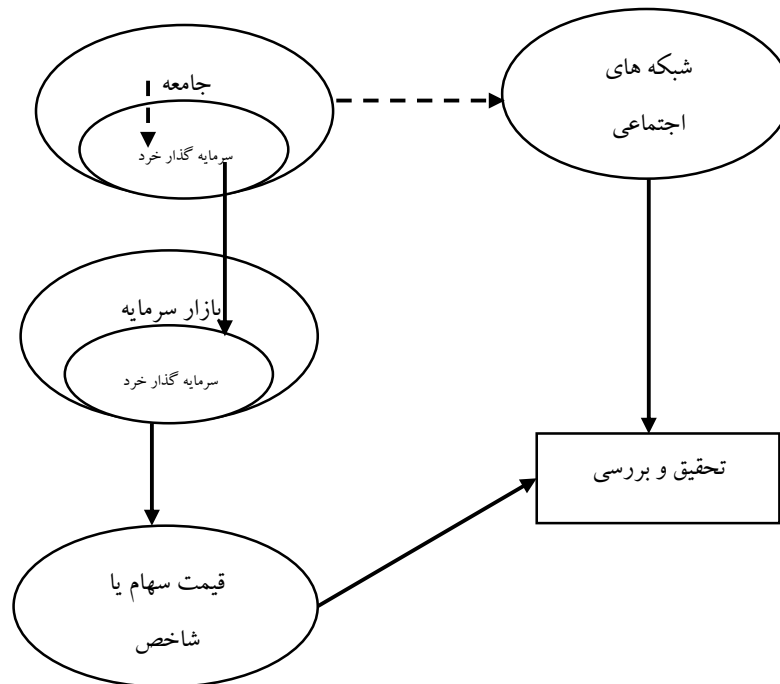 جامعه
سرمایه گذار خرد
شبکه های
اجتماعی
بازار سرمایه
سرمایه گذار خرد
تحقیق و بررسی
قیمت سهام یا
شاخص